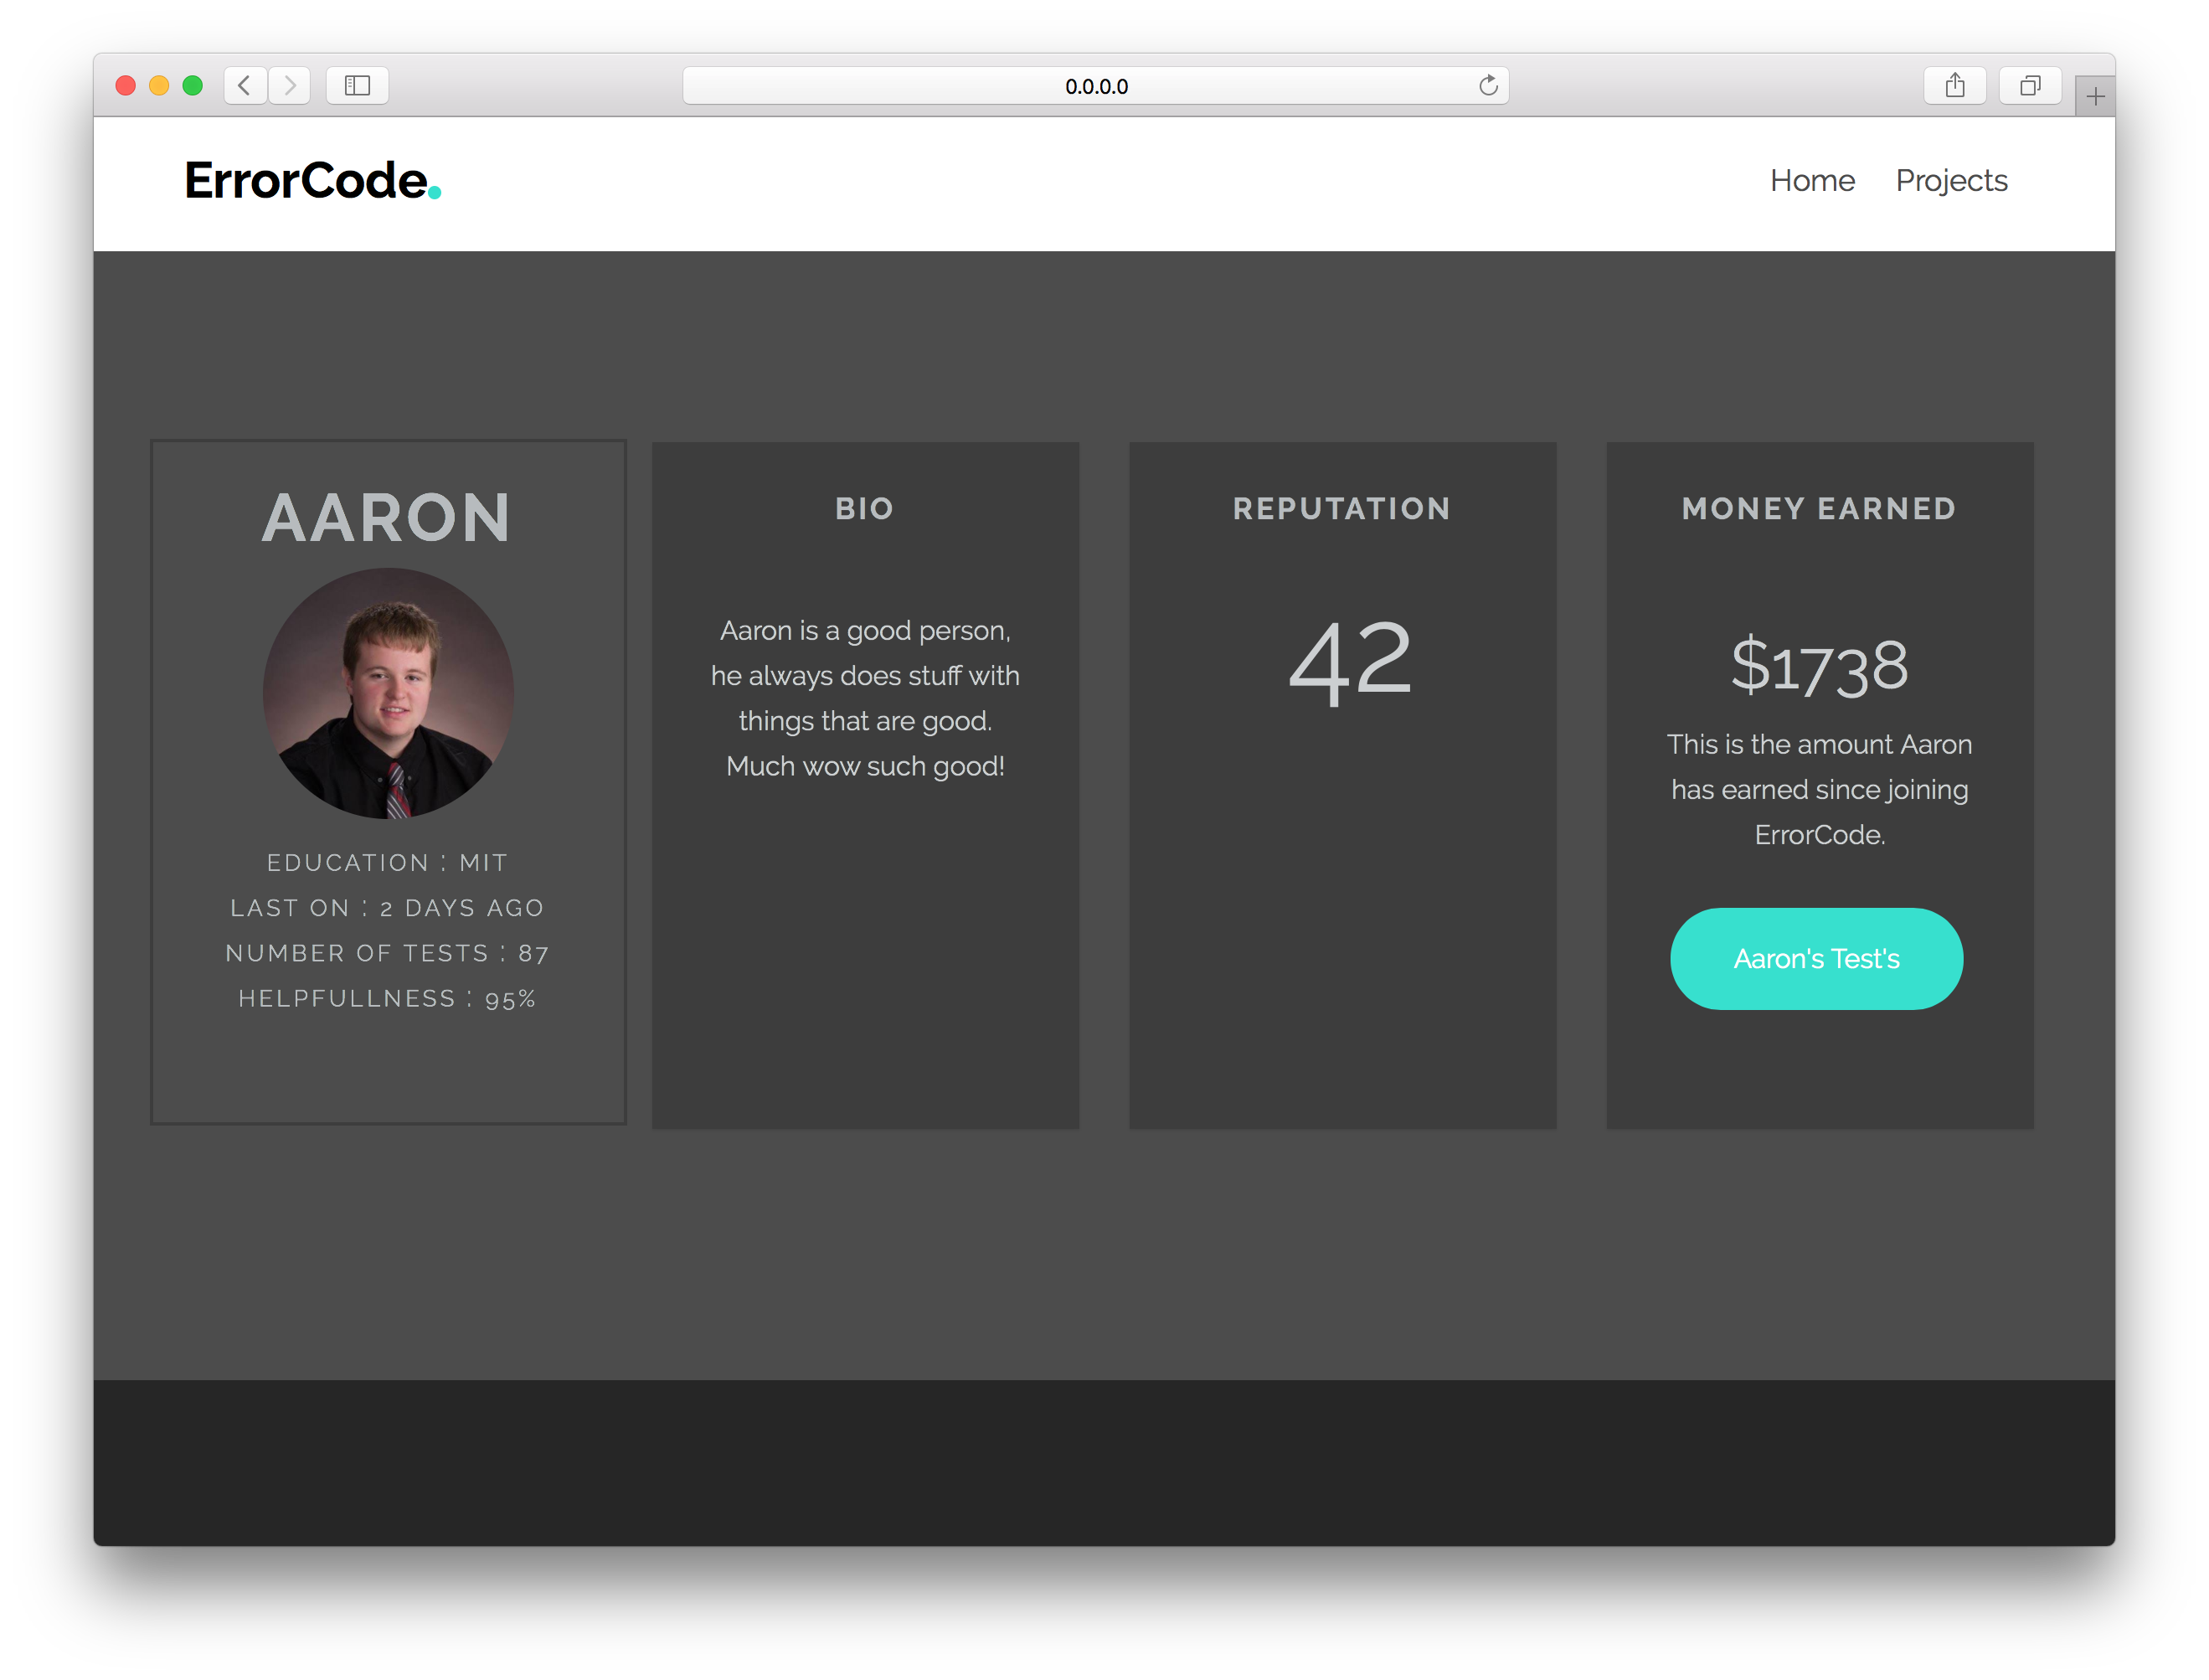 0.0.0.0
ErrorCode.
Home Projects
AARON
EDUCATION : MIT
LAST ON : 2 DAYS AGO
NUMBER OF TESTS : 87
HELPFULLNESS : 95%
BIO
Aaron is a good person,
he always does stuff with
things that are good.
Much wow such good!
REPUTATION
42
MONEY EARNED
$1738
This is the amount Aaron
has earned since joining
ErrorCode.
Aaron's Test's